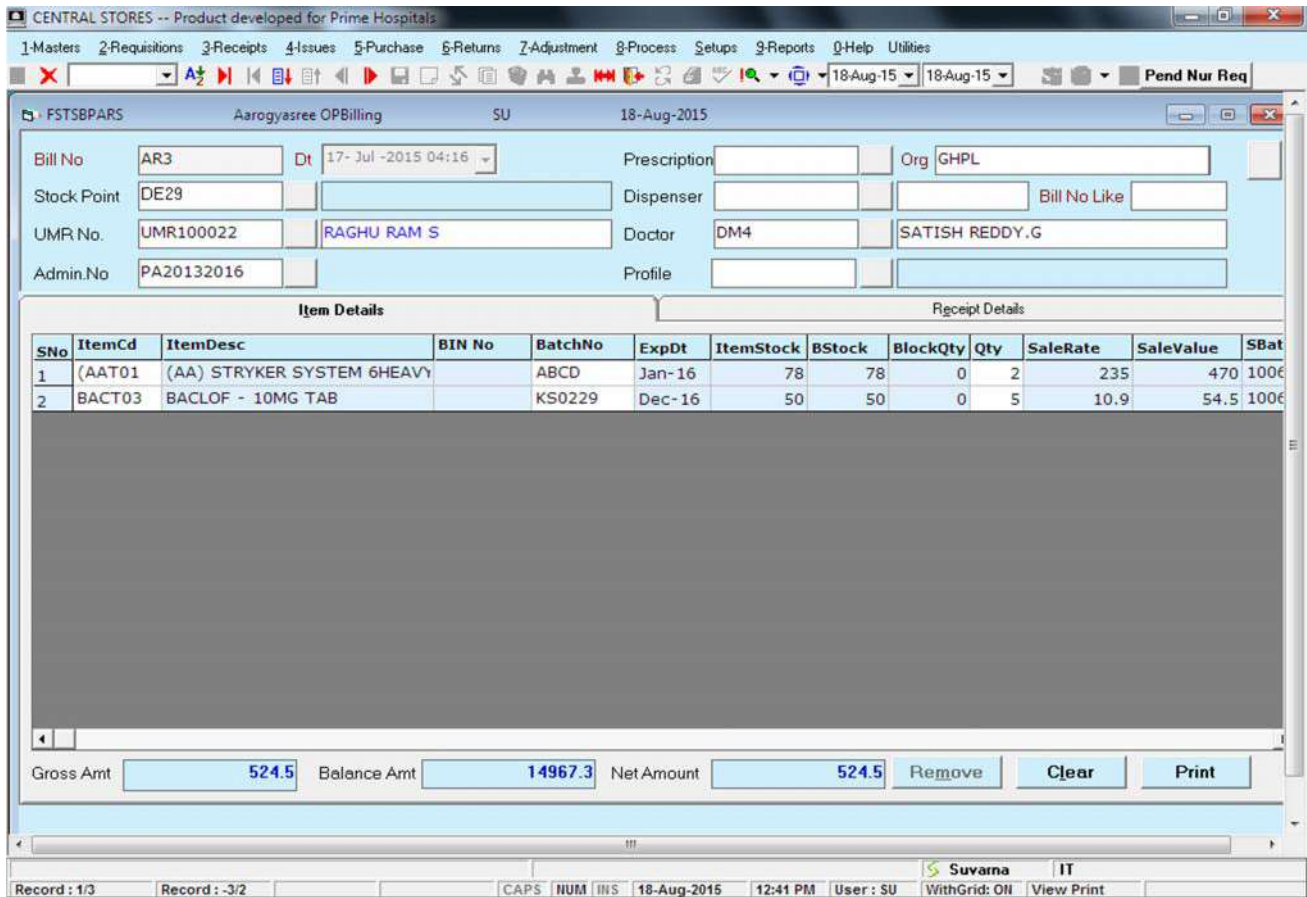 CENTRAL STORES -- Product developed for Prime Hospitals
1-Masters 2-Requisitions 3-Receipts 4-Issues 5-Purchase 6-Returns 7-Adjustment 8-Process Setups 9-Reports 0-Help Utilities
18-Aug-15 18-Aug-15 Pend Nur Req
FSTSBPARS Aarogyasree OPBilling SU 18-Aug-2015
Bill No AR3 Dt 17- Jul -2015 04:16 Prescription Org GHPL
Stock Point DE29 Dispenser Bill No Like
UMR No. UMR100022 RAGHU RAM S Doctor DM4 SATISH REDDY.G
Admin.No PA20132016 Profile
Item Details Receipt Details
SNo ItemCd ItemDesc BIN No BatchNo ExpDt ItemStock BStock BlockQty Qty SaleRate SaleValue SBat
1 (AAT01 (AA) STRYKER SYSTEM 6HEAVY ABCD Jan-16 78 78 0 2 235 470 1006
2 BACT03 BACLOF - 10MG TAB KS0229 Dec-16 50 50 0 5 10.9 54.5 1006
Gross Amt 524.5 Balance Amt 14967.3 Net Amount 524.5 Remove Clear Print
Suvarna IT
Record : 1/3 Record : -3/2 CAPS NUM INS 18-Aug-2015 12:41 PM User : SU WithGrid: ON View Print